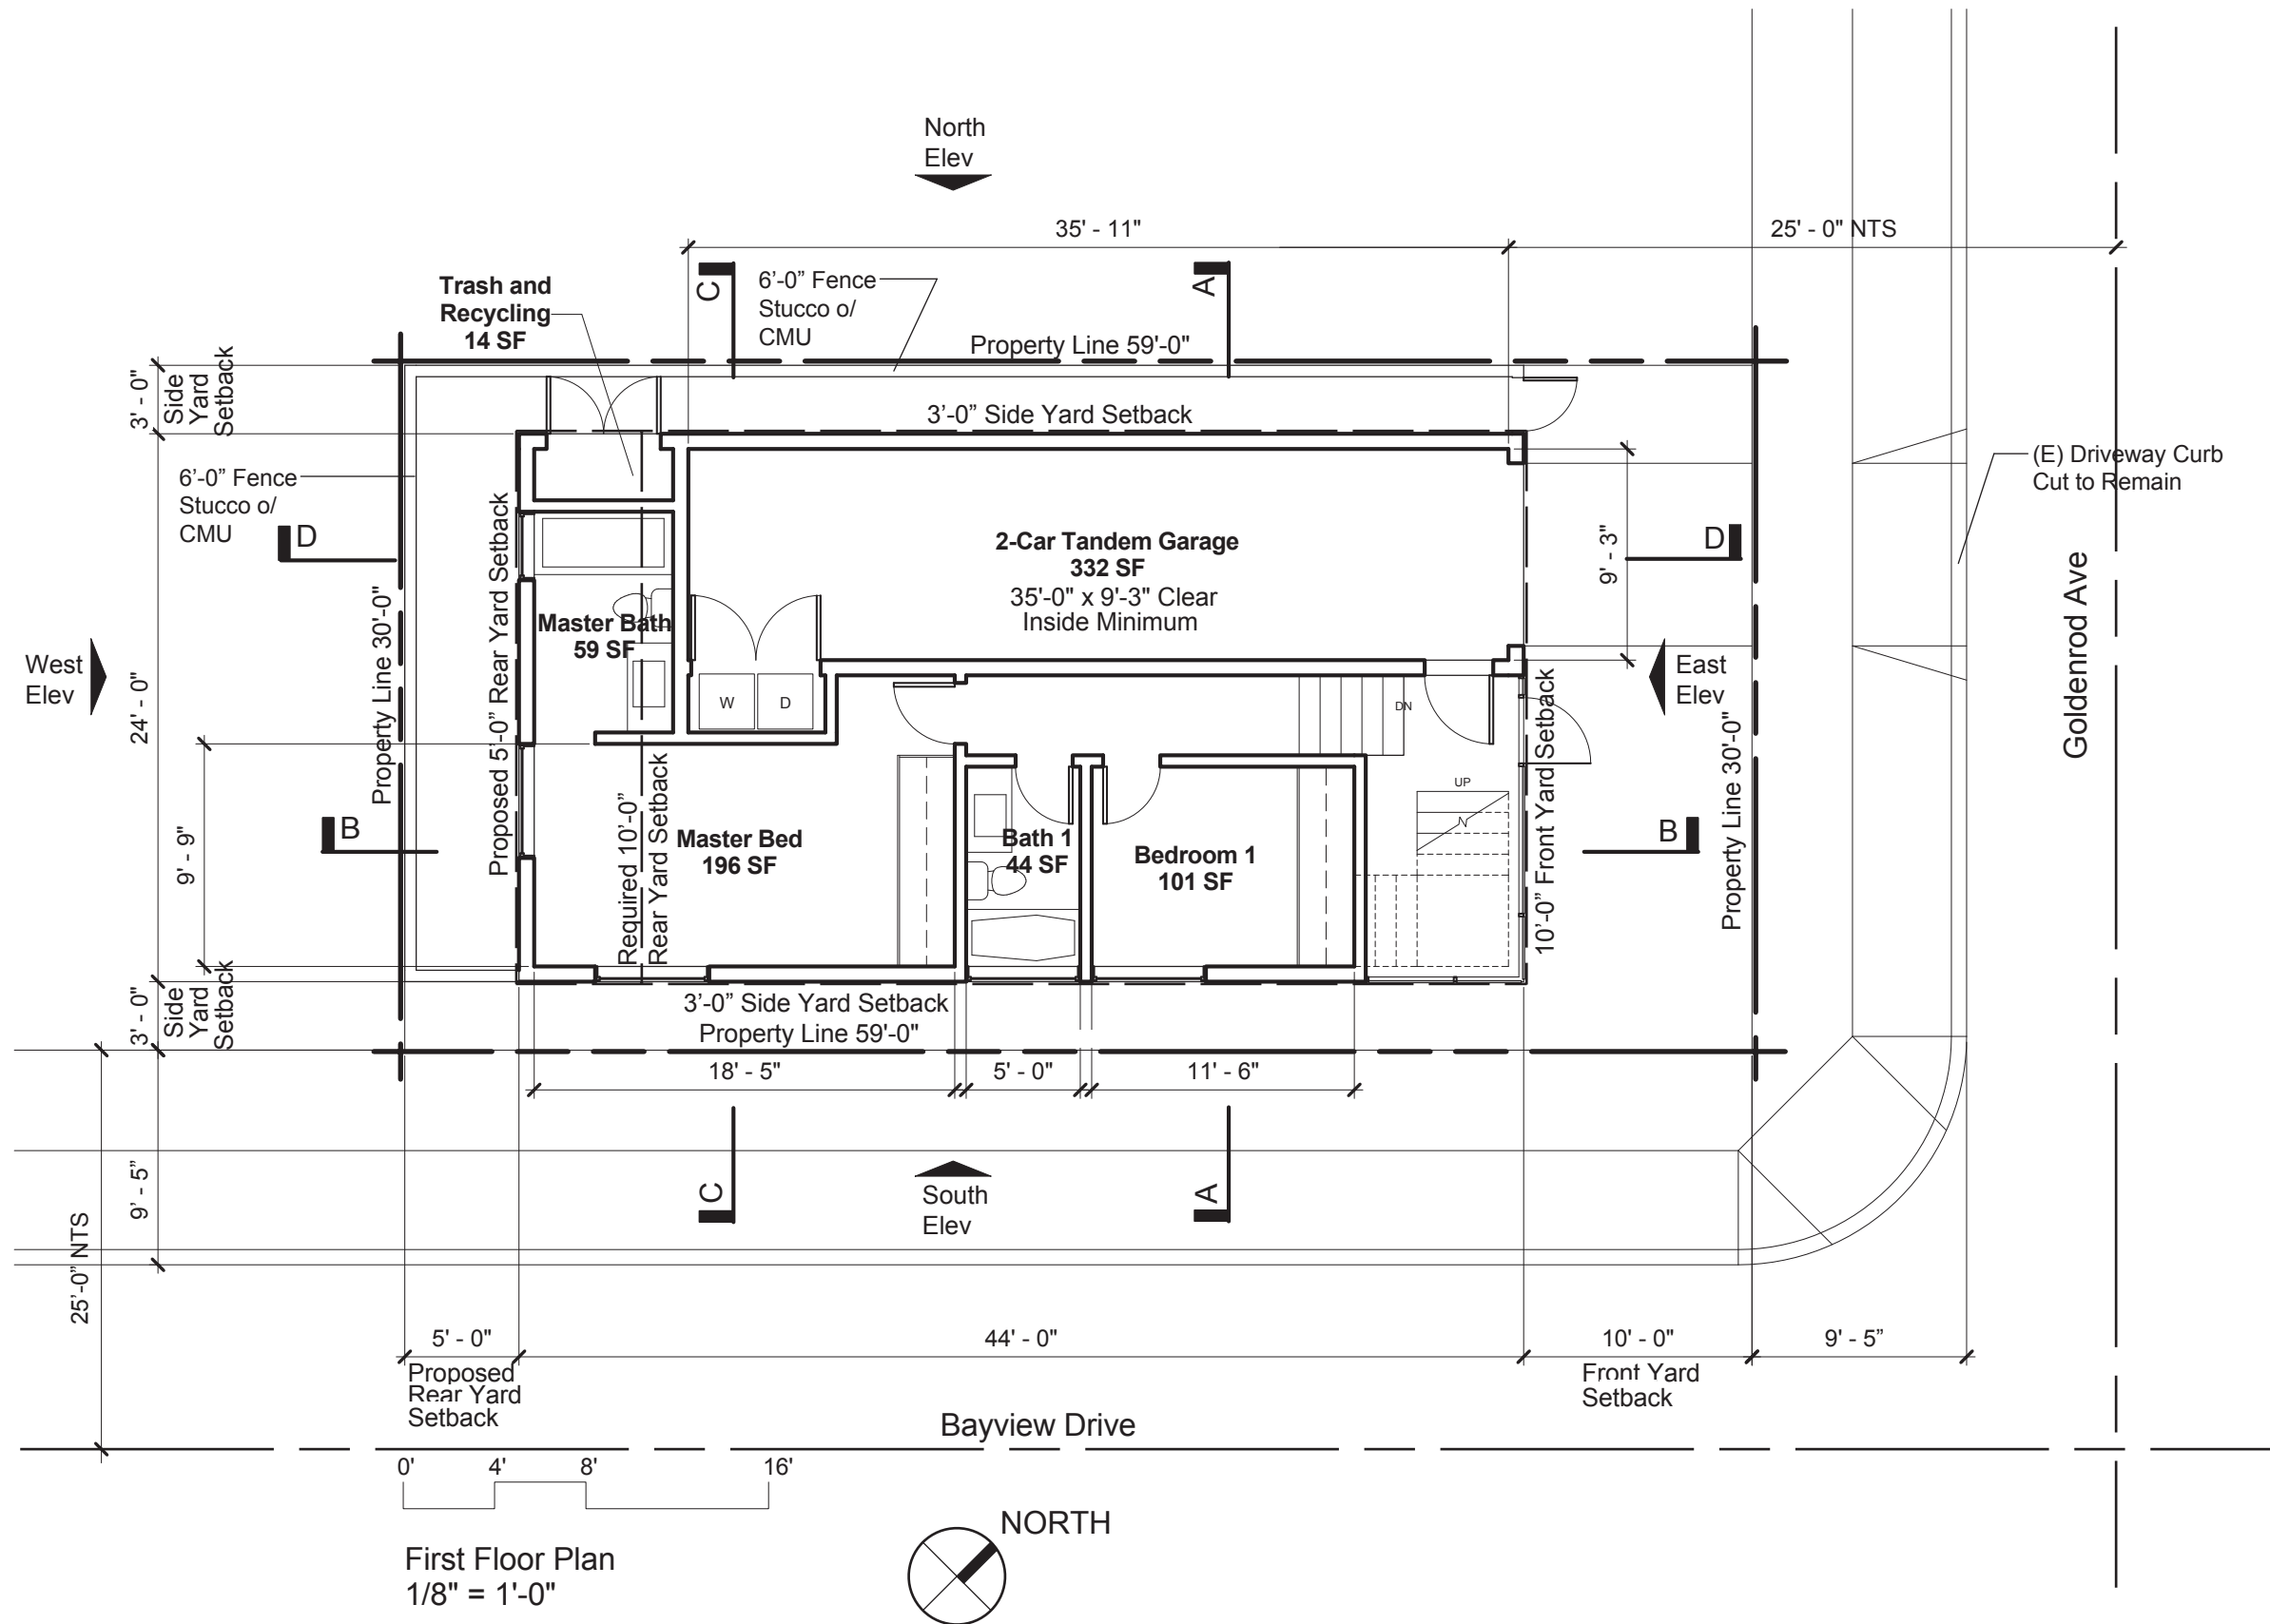 North
Elev
35' - 11"
25' - 0" NTS
Trash and
Recycling
14 SF
C
6'-0” Fence
Stucco o/
CMU
A
Property Line 59'-0"
3' - 0"
Side
Yard
Setback
3’-0” Side Yard Setback
6'-0” Fence
Stucco o/
CMU
(E) Driveway Curb
Cut to Remain
D
D
2-Car Tandem Garage
332 SF
35'-0" x 9'-3" Clear
Inside Minimum
9' - 3"
Master Bath
59 SF
West
Elev
East
Elev
Goldenrod Ave
24' - 0"
Property Line 30'-0"
Proposed 5’-0” Rear Yard Setback
W
D
DN
UP
N
10’-0” Front Yard Setback
Property Line 30'-0"
9' - 9"
B
B
Required 10’-0”
Rear Yard Setback
Master Bed
196 SF
Bath 1
44 SF
Bedroom 1
101 SF
3' - 0"
Side
Yard
Setback
3’-0” Side Yard Setback
Property Line 59'-0"
18' - 5"
5' - 0"
11' - 6"
9’ - 5”
25’-0” NTS
C
South
Elev
A
5' - 0"
44' - 0"
10' - 0"
9’ - 5”
Proposed
Rear Yard
Setback
Front Yard
Setback
Bayview Drive
0'
4'
8'
16'
NORTH
First Floor Plan
1/8" = 1'-0"